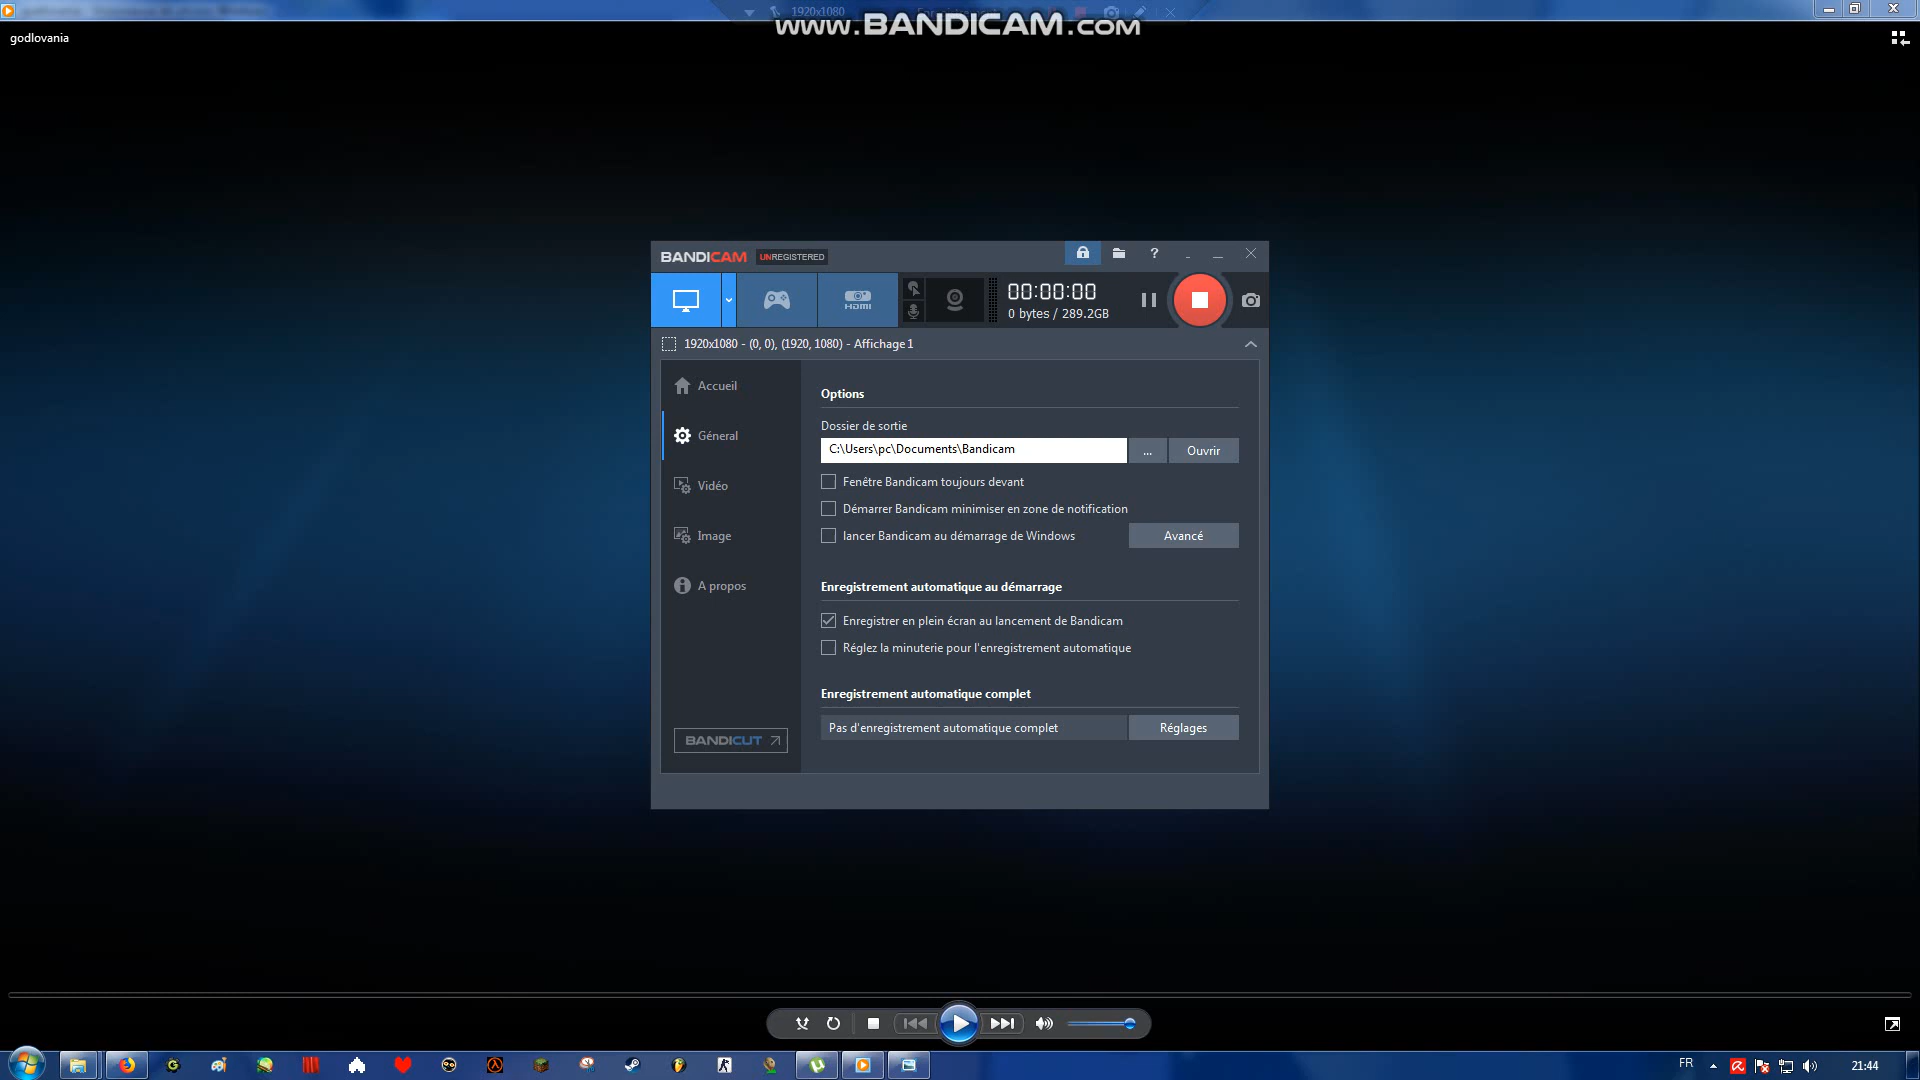 1920x1080
www.BANDICAM.com
godlovania
BANDICAM UNREGISTERED
?
HDMI
00:00:00
0 bytes / 289.2GB
1920x1080 - (0, 0), (1920, 1080) - Affichage 1
Accueil
Géneral
Vidéo
Image
A propos
BANDICUT
Options
Dossier de sortie
C:\Users\pc\Documents\Bandicam
...
Ouvrir
Fenêtre Bandicam toujours devant
Démarrer Bandicam minimiser en zone de notification
lancer Bandicam au démarrage de Windows
Avancé
Enregistrement automatique au démarrage
Enregistrer en plein écran au lancement de Bandicam
Réglez la minuterie pour l'enregistrement automatique
Enregistrement automatique complet
Pas d'enregistrement automatique complet
Réglages
FR
21:44